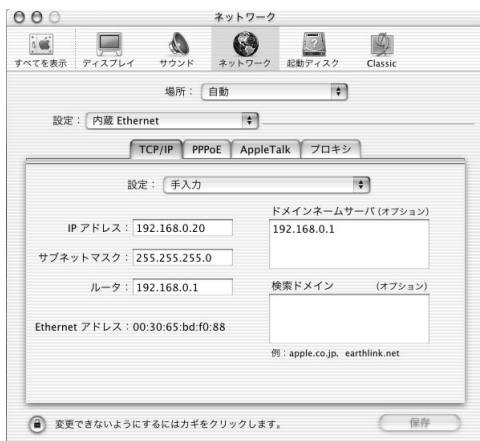 ネットワーク
すべてを表示 ディスプレイ サウンド ネットワーク 起動ディスク Classic
場所： 自動
設定： 内蔵 Ethernet
TCP/IP PPPoE AppleTalk プロキシ
設定： 手入力
ドメインネームサーバ (オプション)
IP アドレス： 192.168.0.20
192.168.0.1
サブネットマスク： 255.255.255.0
ルータ： 192.168.0.1
検索ドメイン (オプション)
Ethernet アドレス：00:30:65:bd:f0:88
例：apple.co.jp、earthlink.net
変更できないようにするにはカギをクリックします。
保存